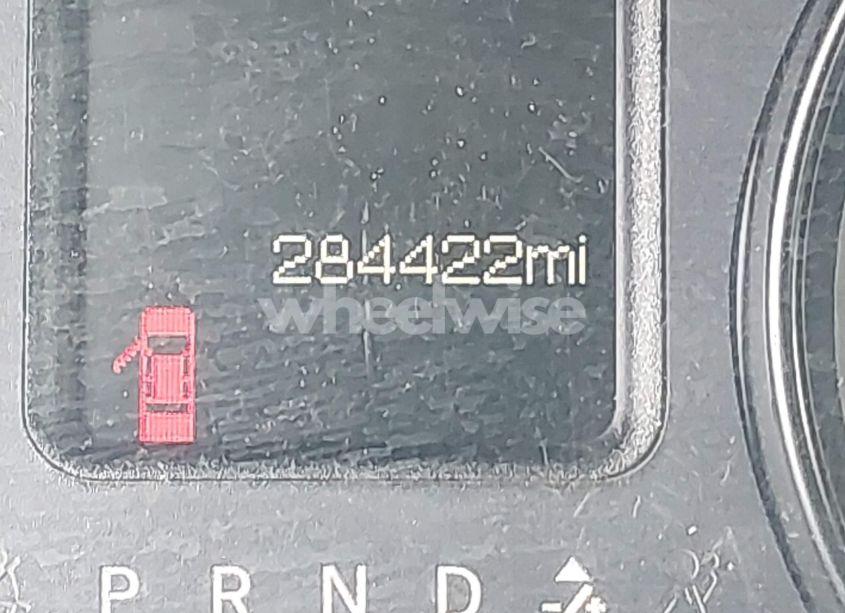 284422mi
wheelwise
P R N D -/+